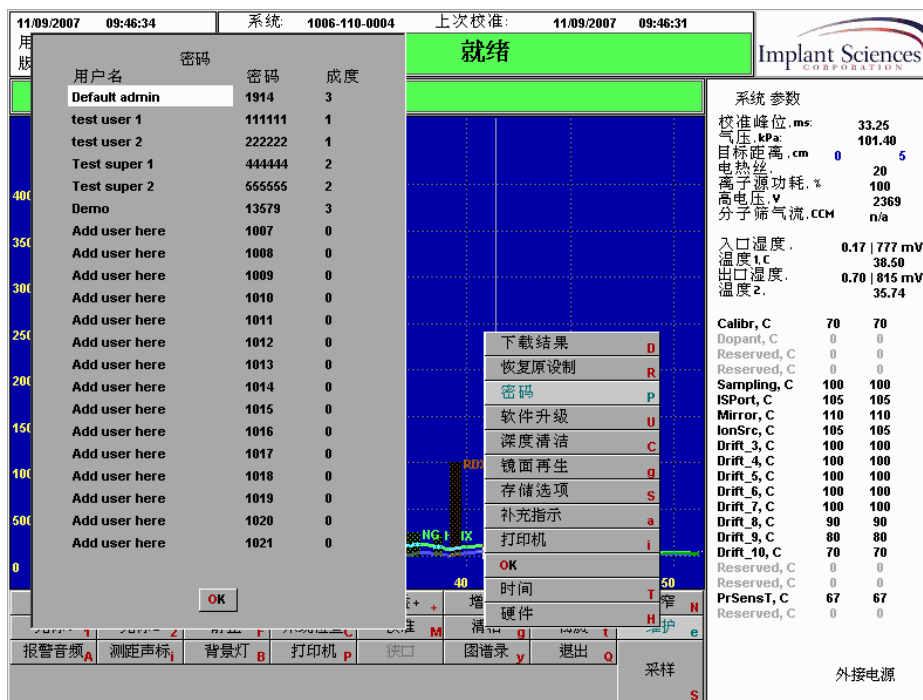 11/09/2007 09:46:34 系统: 1006-110-0004 上次校准: 11/09/2007 09:46:31
用
版
就绪
Implant Sciences
CORPORATION
密码
用户名 密码 成度
Default admin 1914 3
test user 1 111111 1
test user 2 222222 1
Test super 1 444444 2
Test super 2 555555 2
Demo 13579 3
Add user here 1007 0
Add user here 1008 0
Add user here 1009 0
Add user here 1010 0
Add user here 1011 0
Add user here 1012 0
Add user here 1013 0
Add user here 1014 0
Add user here 1015 0
Add user here 1016 0
Add user here 1017 0
Add user here 1018 0
Add user here 1019 0
Add user here 1020 0
Add user here 1021 0
OK
400
350
300
250
200
150
100
500
0
RDX
NG
IX
40
50
下载结果 D
恢复原设制 R
密码 P
软件升级 U
深度清洁 C
镜面再生 g
存储选项 S
补充指示 a
打印机 i
OK
时间 T
硬件 H
系统 参数
校准峰位.ms: 33.25
气压.kPa: 101.40
目标距离.cm 0 5
电热丝. 20
离子源功耗.% 100
高电压.V 2369
分子筛气流.CCM n/a
入口湿度. 0.17 | 777 mV
温度1,C 38.50
出口湿度. 0.70 | 815 mV
温度2. 35.74
Calibr, C 70 70
Dopant, C 0 0
Reserved, C 0 0
Reserved, C 0 0
Sampling, C 100 100
ISPort, C 105 105
Mirror, C 110 110
IonSrc, C 105 105
Drift_3, C 100 100
Drift_4, C 100 100
Drift_5, C 100 100
Drift_6, C 100 100
Drift_7, C 100 100
Drift_8, C 90 90
Drift_9, C 80 80
Drift_10, C 70 70
Reserved, C 0 0
Reserved, C 0 0
PrSensT, C 67 67
Reserved, C 0 0
+ + 增 窄 N
1 2 F C M g t 维护 e
报警音频 A 测距声标 i 背景灯 B 打印机 P 狭口 图谱录 y 退出 Q
采样 S
外接电源